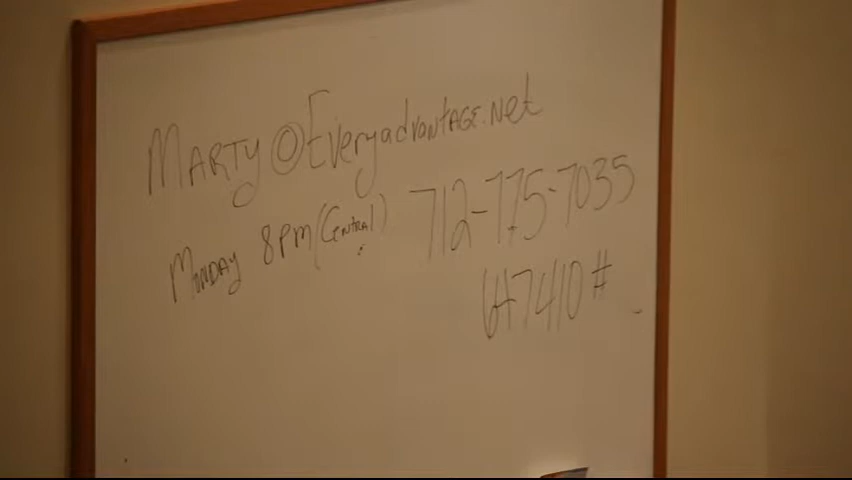 MARTY@EveryadvantAGE.net
MONDAY 8PM (CENTRAL) 712-775-7035
647410#